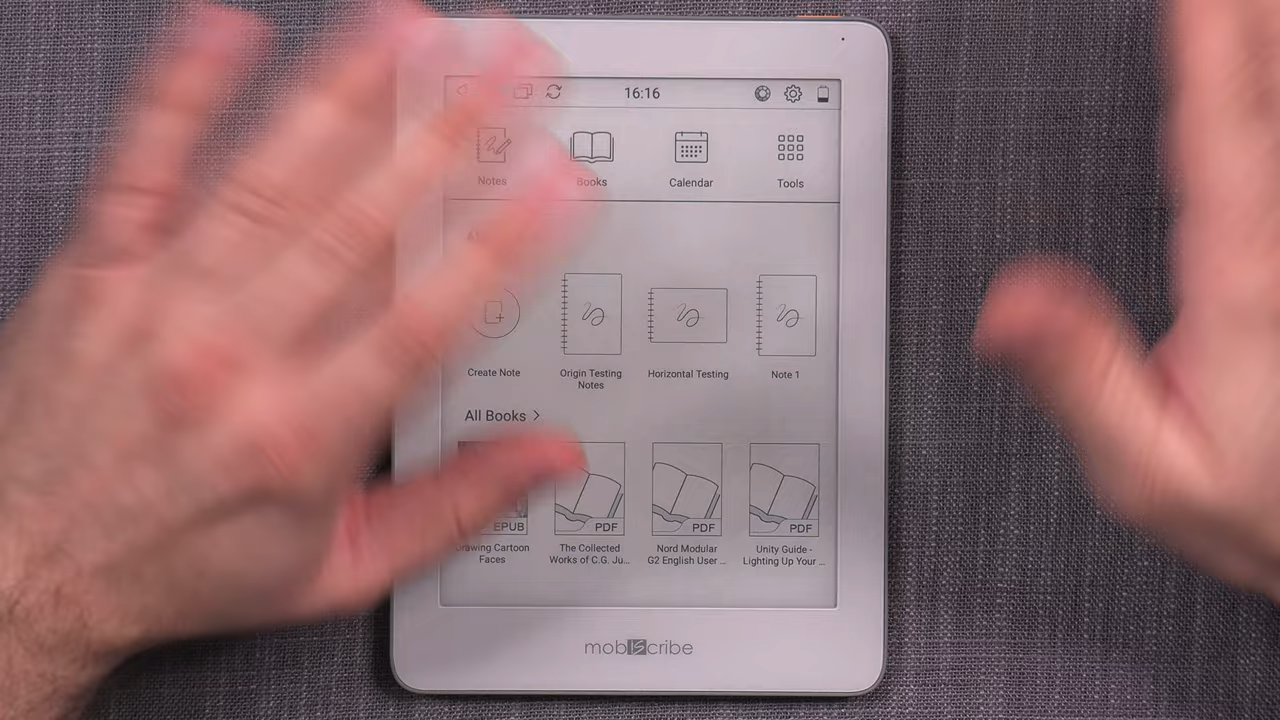 16:16
Notes Books Calendar Tools
Create Note Origin Testing Horizontal Testing Note 1
Notes
All Books >
EPUB PDF PDF PDF
Drawing Cartoon The Collected Nord Modular Unity Guide -
Faces Works of C.G. Ju... G2 English User ... Lighting Up Your ...
mobiscribe